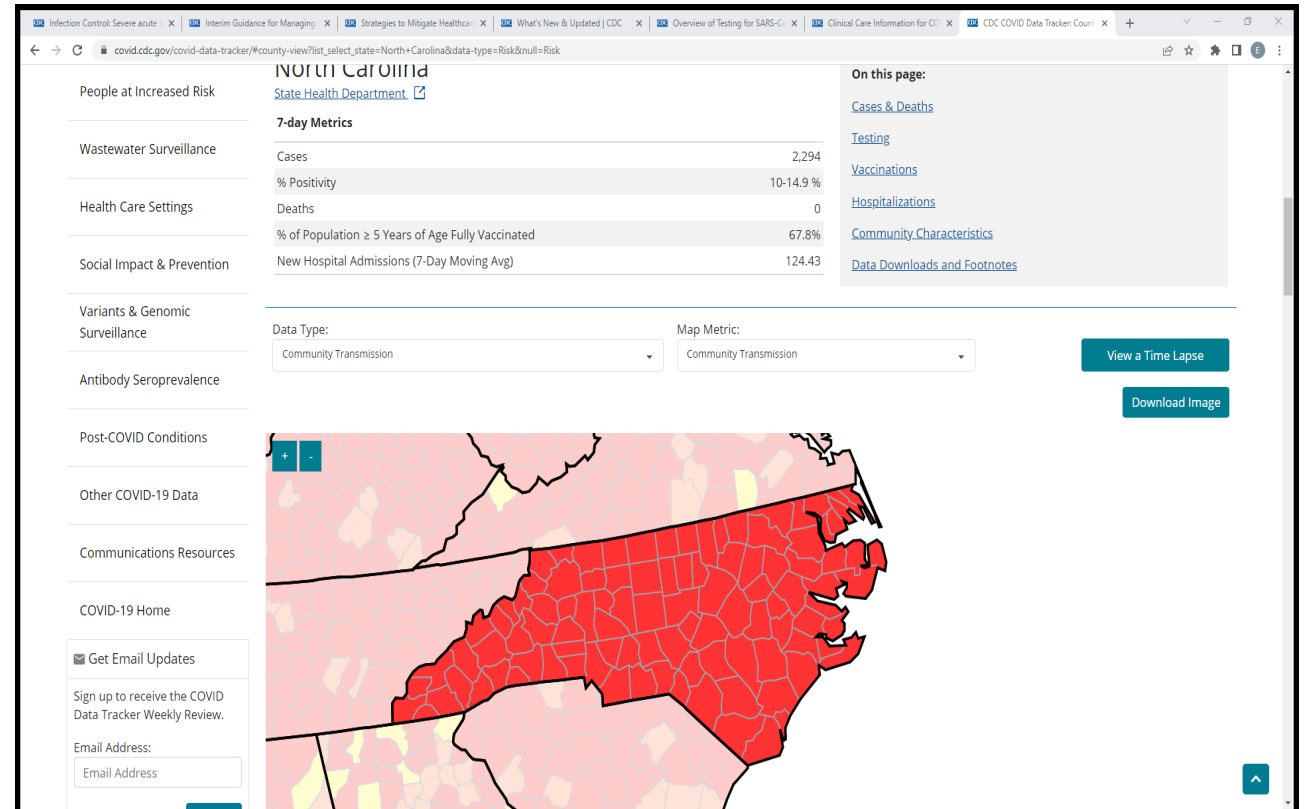 Infection Control: Severe acute
Interim Guidance for Managing
Strategies to Mitigate Healthcar
What's New & Updated | CDC
Overview of Testing for SARS-C
Clinical Care Information for CO
CDC COVID Data Tracker: Count
covid.cdc.gov/covid-data-tracker/#county-view?list_select_state=North+Carolina&data-type=Risk&null=Risk
E
People at Increased Risk
Wastewater Surveillance
Health Care Settings
Social Impact & Prevention
Variants & Genomic
Surveillance
Antibody Seroprevalence
Post-COVID Conditions
Other COVID-19 Data
Communications Resources
COVID-19 Home
Get Email Updates
Sign up to receive the COVID
Data Tracker Weekly Review.
Email Address:
Email Address
North Carolina
State Health Department
7-day Metrics
Cases 2,294
% Positivity 10-14.9 %
Deaths 0
% of Population ≥ 5 Years of Age Fully Vaccinated 67.8%
New Hospital Admissions (7-Day Moving Avg) 124.43
On this page:
Cases & Deaths
Testing
Vaccinations
Hospitalizations
Community Characteristics
Data Downloads and Footnotes
Data Type:
Community Transmission
Map Metric:
Community Transmission
View a Time Lapse
Download Image
+ -